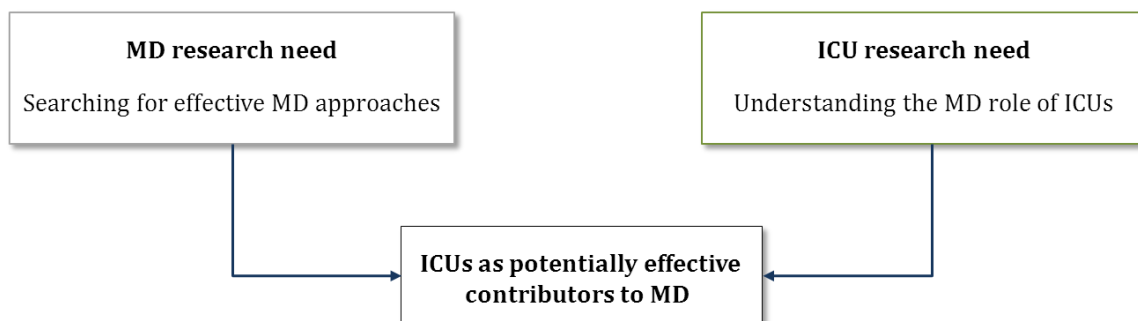 MD research need
Searching for effective MD approaches
ICU research need
Understanding the MD role of ICUs
ICUs as potentially effective
contributors to MD